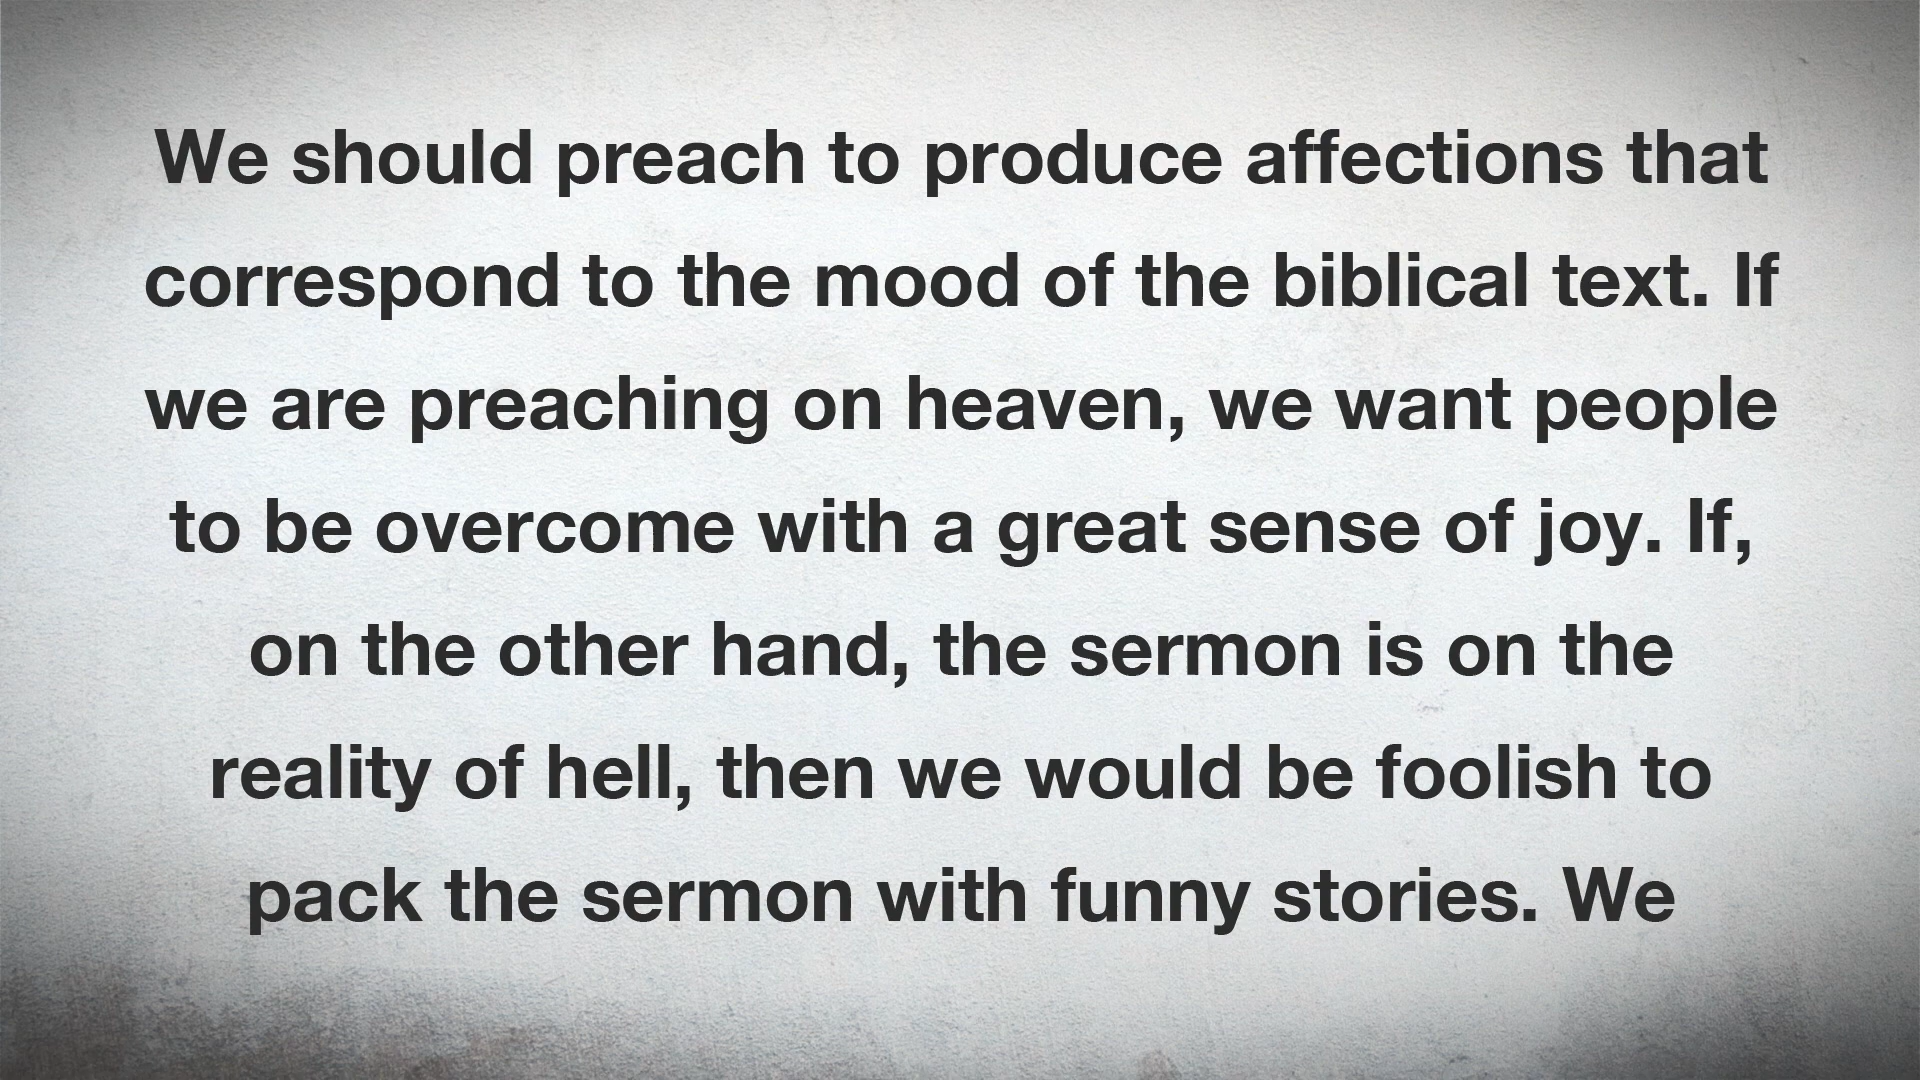 We should preach to produce affections that
correspond to the mood of the biblical text. If
we are preaching on heaven, we want people
to be overcome with a great sense of joy. If,
on the other hand, the sermon is on the
reality of hell, then we would be foolish to
pack the sermon with funny stories. We